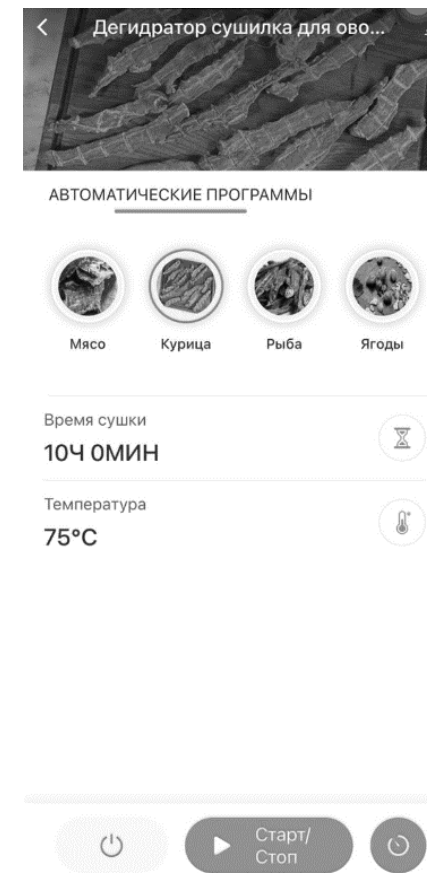 Дегидратор сушилка для ово...
АВТОМАТИЧЕСКИЕ ПРОГРАММЫ
Мясо Курица Рыба Ягоды
Время сушки
10Ч 0МИН
Температура
75°C
Старт/
Стоп